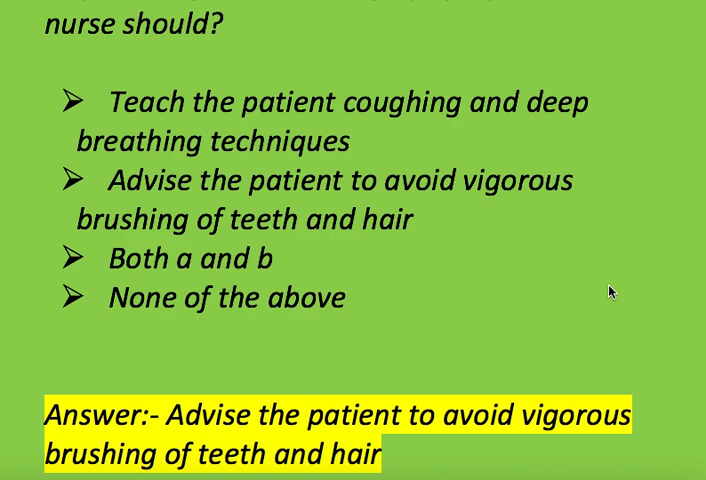 nurse should?
➢ Teach the patient coughing and deep
breathing techniques
➢ Advise the patient to avoid vigorous
brushing of teeth and hair
➢ Both a and b
➢ None of the above
Answer:- Advise the patient to avoid vigorous
brushing of teeth and hair